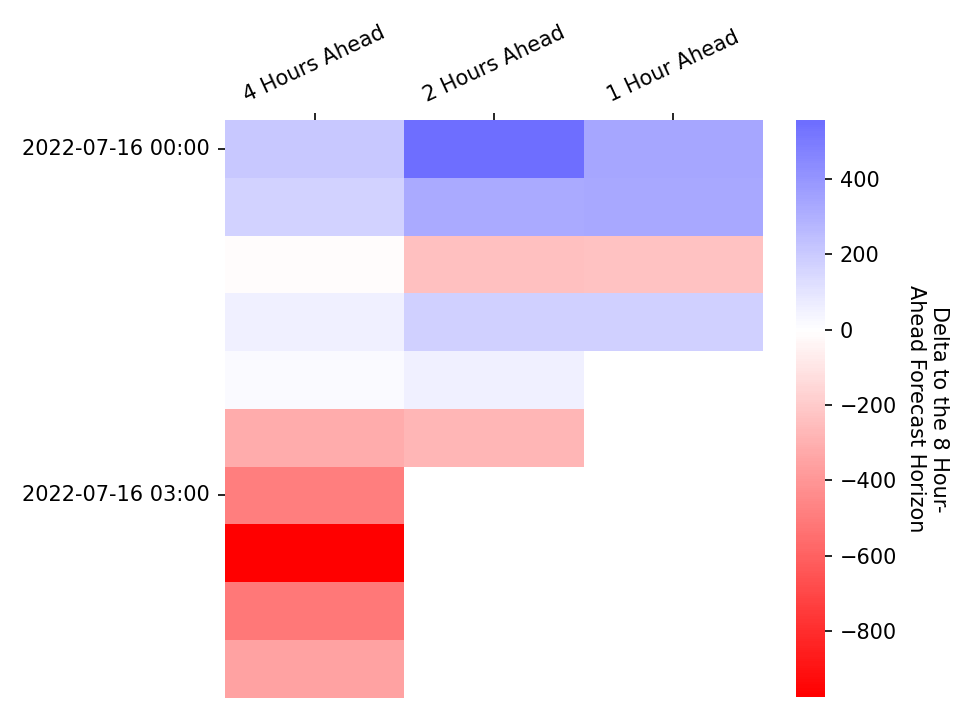 4 Hours Ahead
2 Hours Ahead
1 Hour Ahead
2022-07-16 00:00
2022-07-16 03:00
400
200
0
−200
−400
−600
−800
Delta to the 8 Hour-
Ahead Forecast Horizon